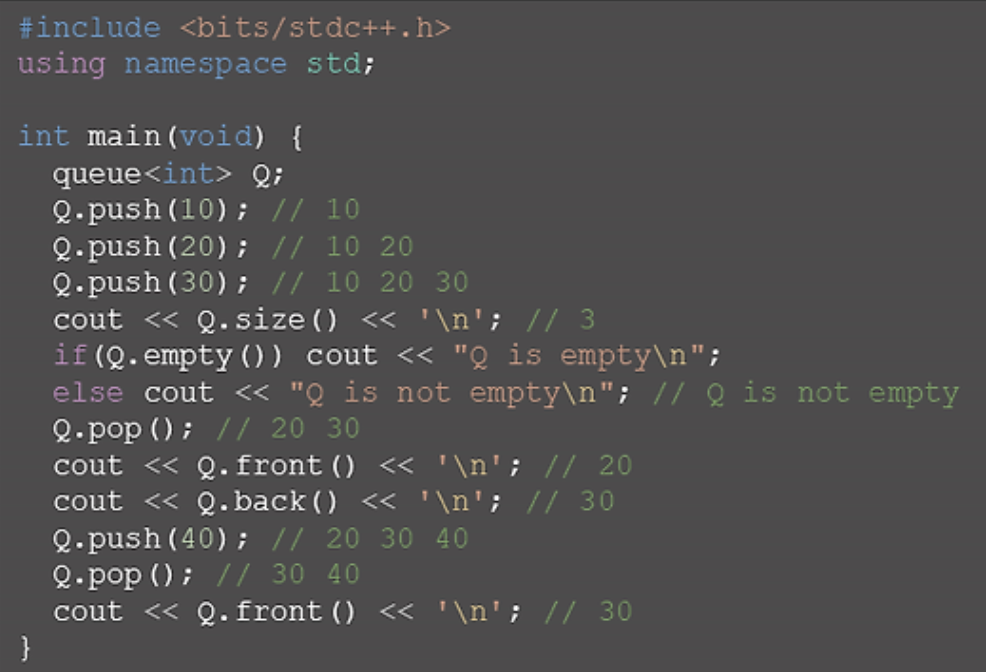 #include <bits/stdc++.h>
using namespace std;

int main(void) {
  queue<int> Q;
  Q.push(10); // 10
  Q.push(20); // 10 20
  Q.push(30); // 10 20 30
  cout << Q.size() << '\n'; // 3
  if(Q.empty()) cout << "Q is empty\n";
  else cout << "Q is not empty\n"; // Q is not empty
  Q.pop(); // 20 30
  cout << Q.front() << '\n'; // 20
  cout << Q.back() << '\n'; // 30
  Q.push(40); // 20 30 40
  Q.pop(); // 30 40
  cout << Q.front() << '\n'; // 30
}